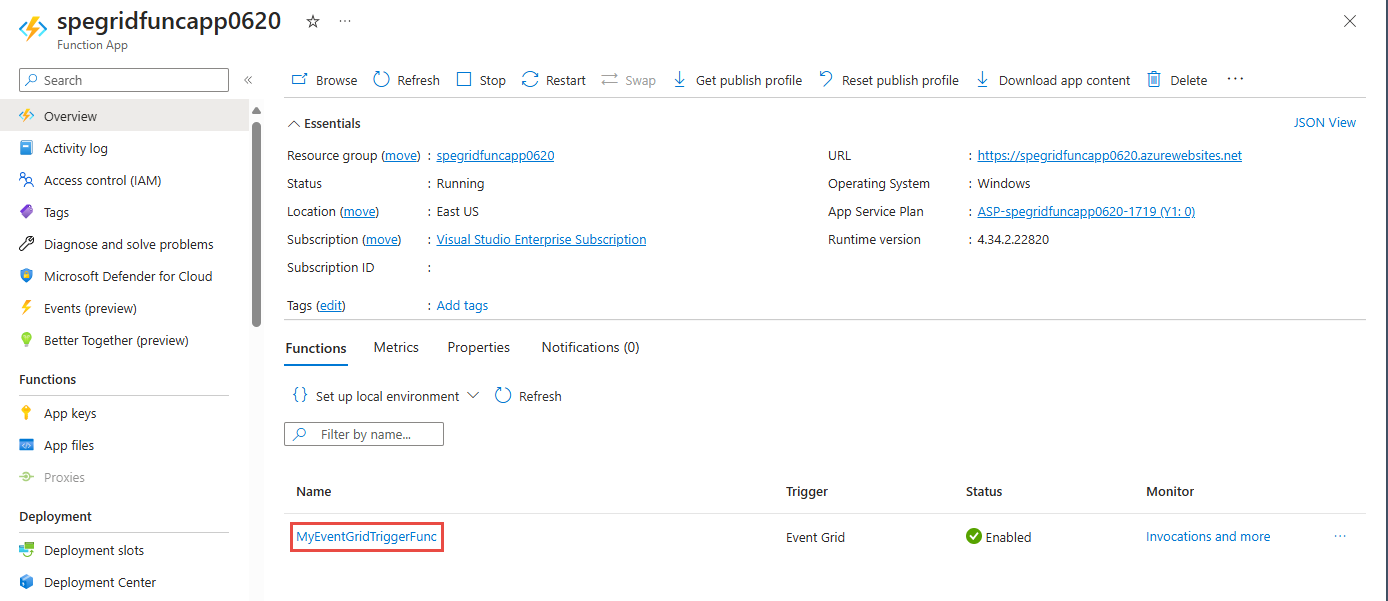 spegridfuncapp0620 ☆ ...
Function App
Search «
Overview
Activity log
Access control (IAM)
Tags
Diagnose and solve problems
Microsoft Defender for Cloud
Events (preview)
Better Together (preview)
Functions
App keys
App files
Proxies
Deployment
Deployment slots
Deployment Center
Browse Refresh Stop Restart Swap Get publish profile Reset publish profile Download app content Delete ...
Essentials JSON View
Resource group (move) : spegridfuncapp0620
Status : Running
Location (move) : East US
Subscription (move) : Visual Studio Enterprise Subscription
Subscription ID :
URL : https://spegridfuncapp0620.azurewebsites.net
Operating System : Windows
App Service Plan : ASP-spegridfuncapp0620-1719 (Y1: 0)
Runtime version : 4.34.2.22820
Tags (edit) : Add tags
Functions Metrics Properties Notifications (0)
{} Set up local environment Refresh
Filter by name...
Name Trigger Status Monitor
MyEventGridTriggerFunc Event Grid Enabled Invocations and more ...